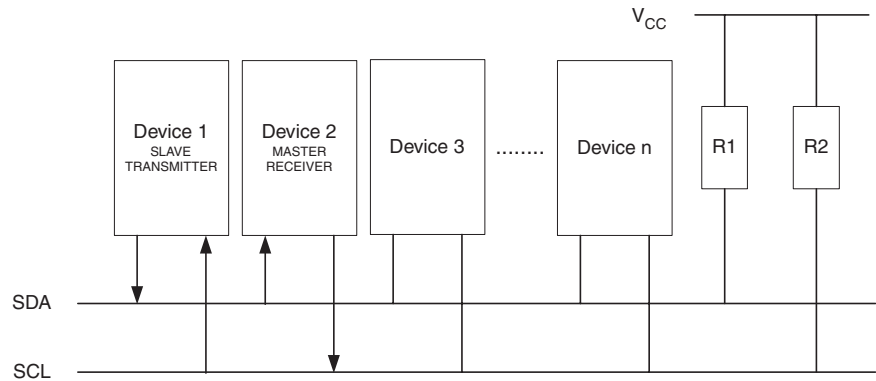 V_CC
Device 1
SLAVE
TRANSMITTER
Device 2
MASTER
RECEIVER
Device 3
........
Device n
R1
R2
SDA
SCL